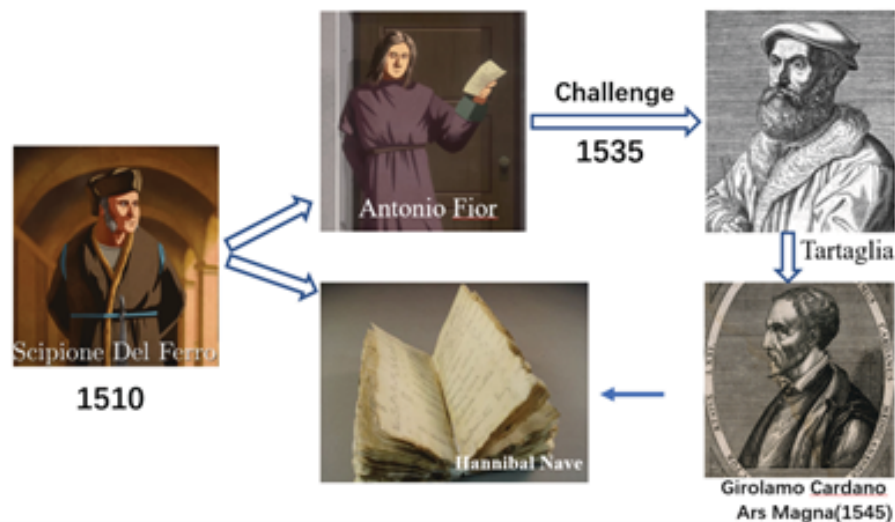 Scipione Del Ferro
1510
Antonio Fior
Challenge
1535
Tartaglia
Hannibal Nave
Girolamo Cardano
Ars Magna(1545)